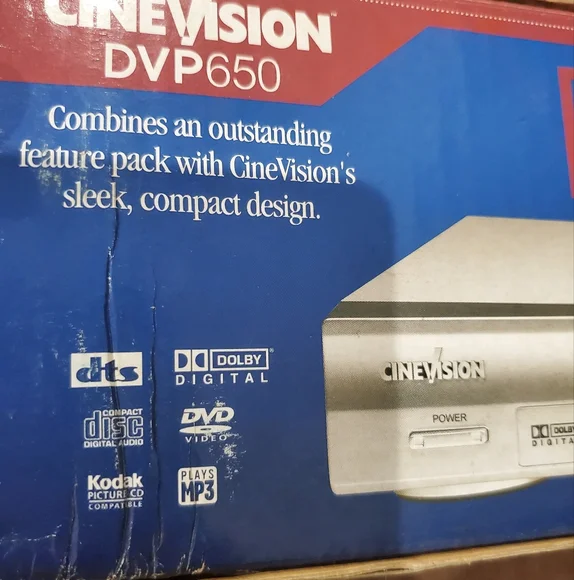 CINEVISION
DVP650
Combines an outstanding
feature pack with CineVision's
sleek, compact design.
dts
DOLBY
DIGITAL
COMPACT
disc
DIGITAL AUDIO
DVD
VIDEO
Kodak
PICTURE CD
COMPATIBLE
PLAYS
MP3
CINEVISION
POWER
DOLBY
DIGITA